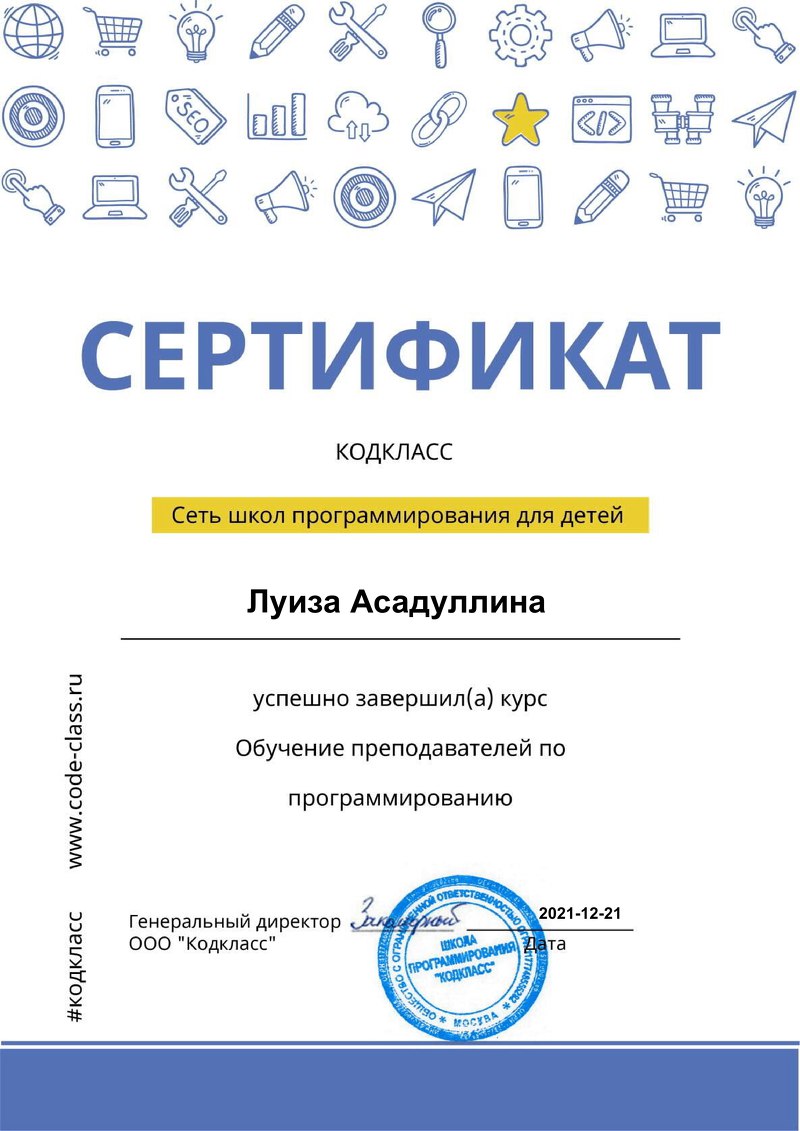 SEO
</>
СЕРТИФИКАТ
КОДКЛАСС
Сеть школ программирования для детей
Луиза Асадуллина
успешно завершил(а) курс
Обучение преподавателей по
программированию
www.code-class.ru
#кодкласс
Генеральный директор
ООО "Кодкласс"
2021-12-21
Дата
ОБЩЕСТВО С ОГРАНИЧЕННОЙ ОТВЕТСТВЕННОСТЬЮ
ШКОЛА
ПРОГРАММИРОВАНИЯ
"КОДКЛАСС"
* МОСКВА *